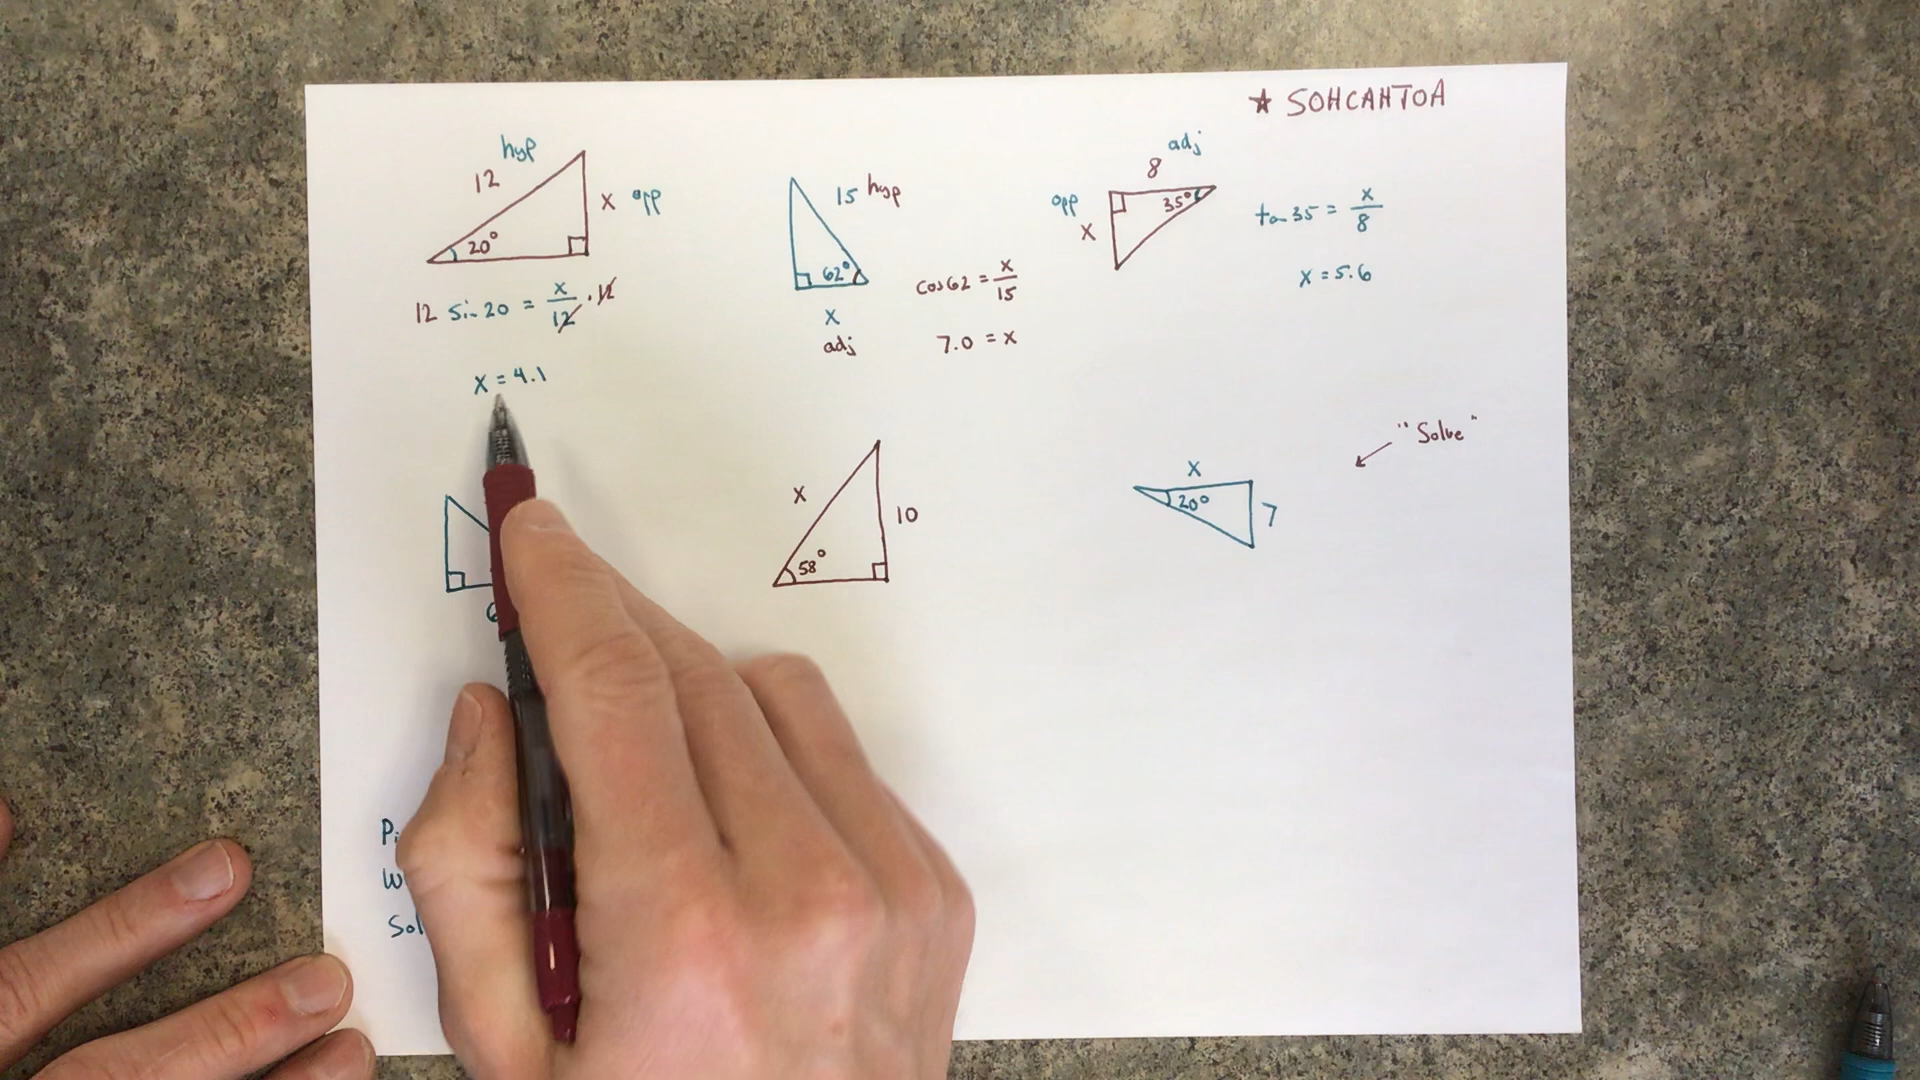 ★ SOHCAHTOA
hyp
12
x opp
20°
12 sin 20 = x/12 · 12
x = 4.1
15 hyp
62°
x
adj
cos 62 = x/15
7.0 = x
adj
8
opp
35°
x
tan 35 = x/8
x = 5.6
x
10
58°
"Solve"
x
20°
7